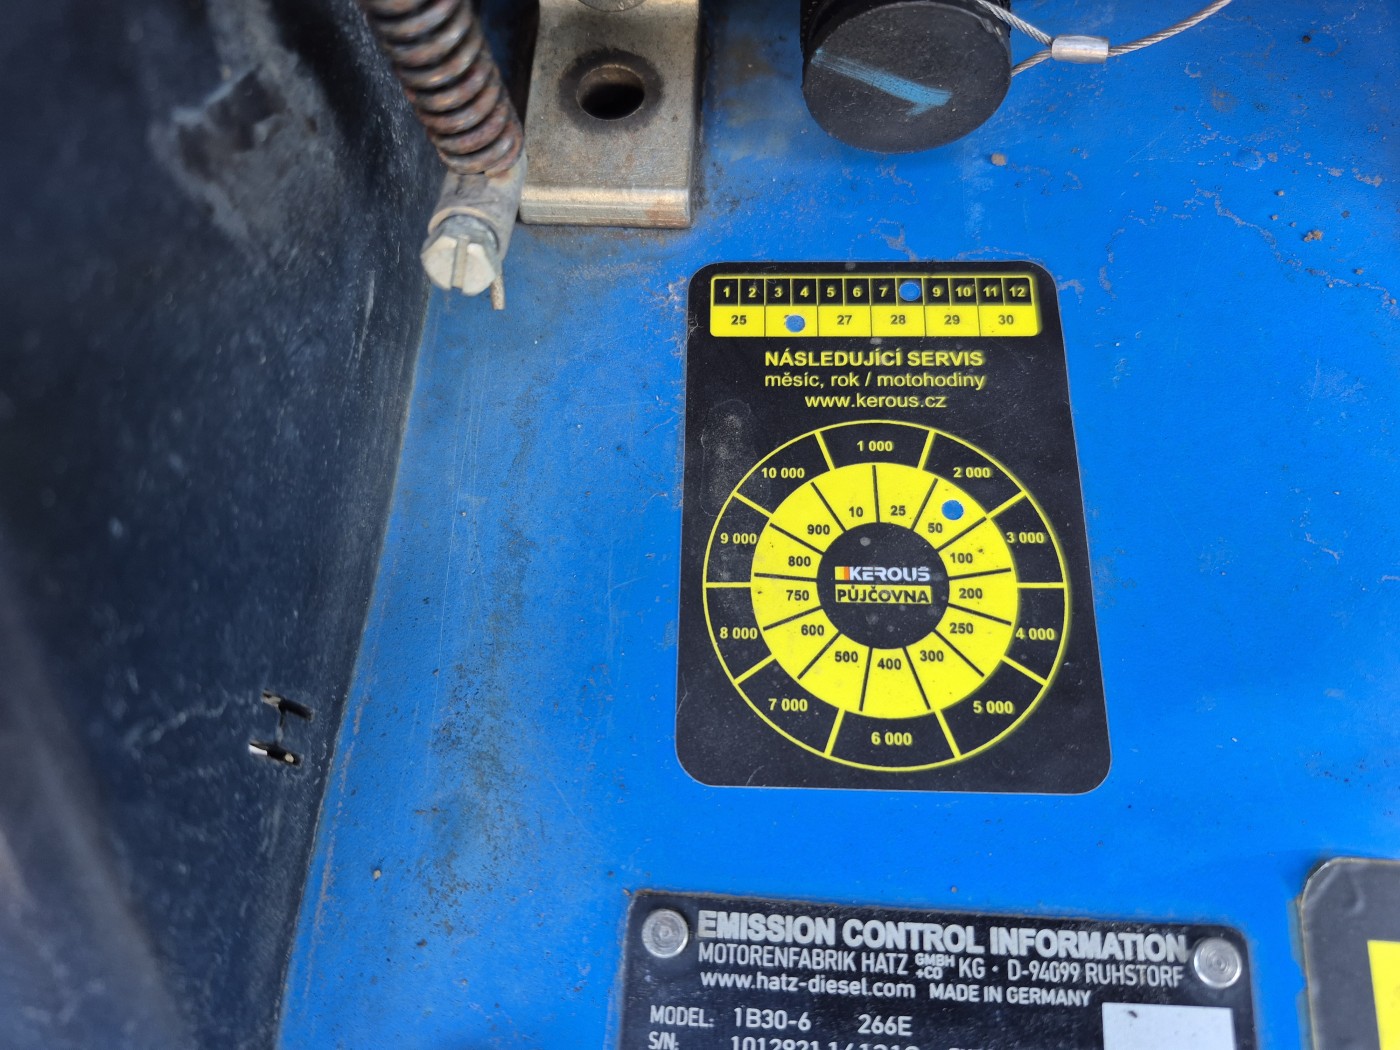 1 2 3 4 5 6 7 9 10 11 12
25 27 28 29 30
NÁSLEDUJÍCÍ SERVIS
měsíc, rok / motohodiny
www.kerous.cz
1 000
2 000
3 000
4 000
5 000
6 000
7 000
8 000
9 000
10 000
10
25
50
100
200
250
300
400
500
600
750
800
900
KEROUŠ
PŮJČOVNA
EMISSION CONTROL INFORMATION
MOTORENFABRIK HATZ GMBH +CO KG · D-94099 RUHSTORF
www.hatz-diesel.com MADE IN GERMANY
MODEL: 1B30-6 266E
S/N: